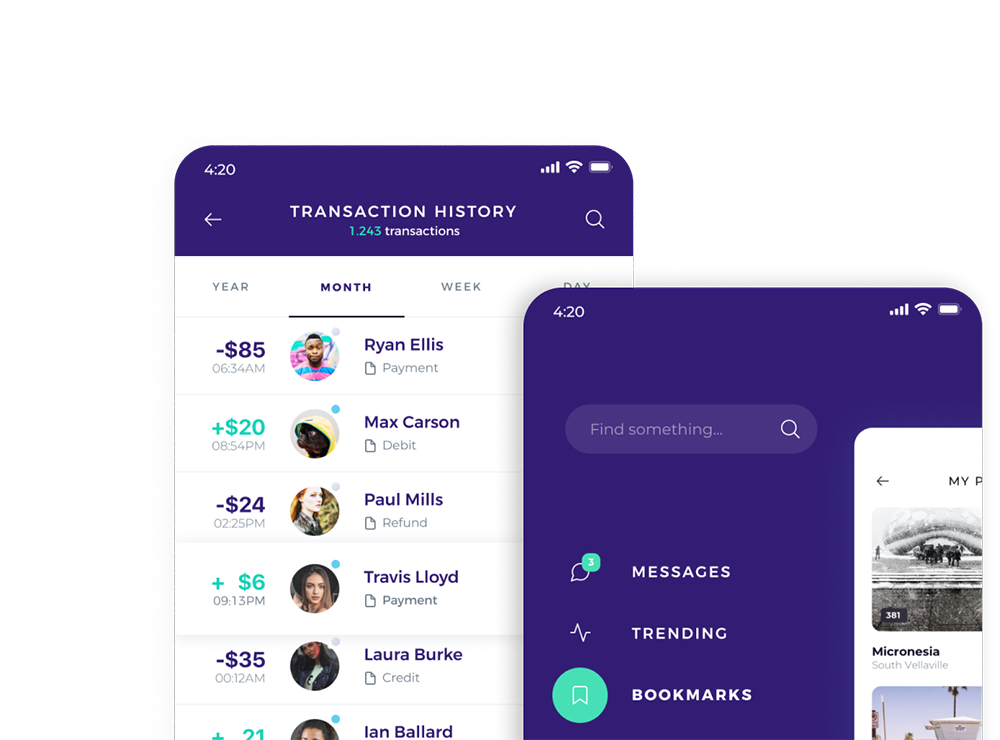 4:20
TRANSACTION HISTORY
1.243 transactions
YEAR MONTH WEEK DAY
-$85 Ryan Ellis
06:34AM Payment
+$20 Max Carson
08:54PM Debit
-$24 Paul Mills
02:25PM Refund
+ $6 Travis Lloyd
09:13PM Payment
-$35 Laura Burke
00:12AM Credit
+ 21 Ian Ballard
4:20
Find something...
3
MESSAGES
TRENDING
BOOKMARKS
MY P
381
Micronesia
South Vellaville